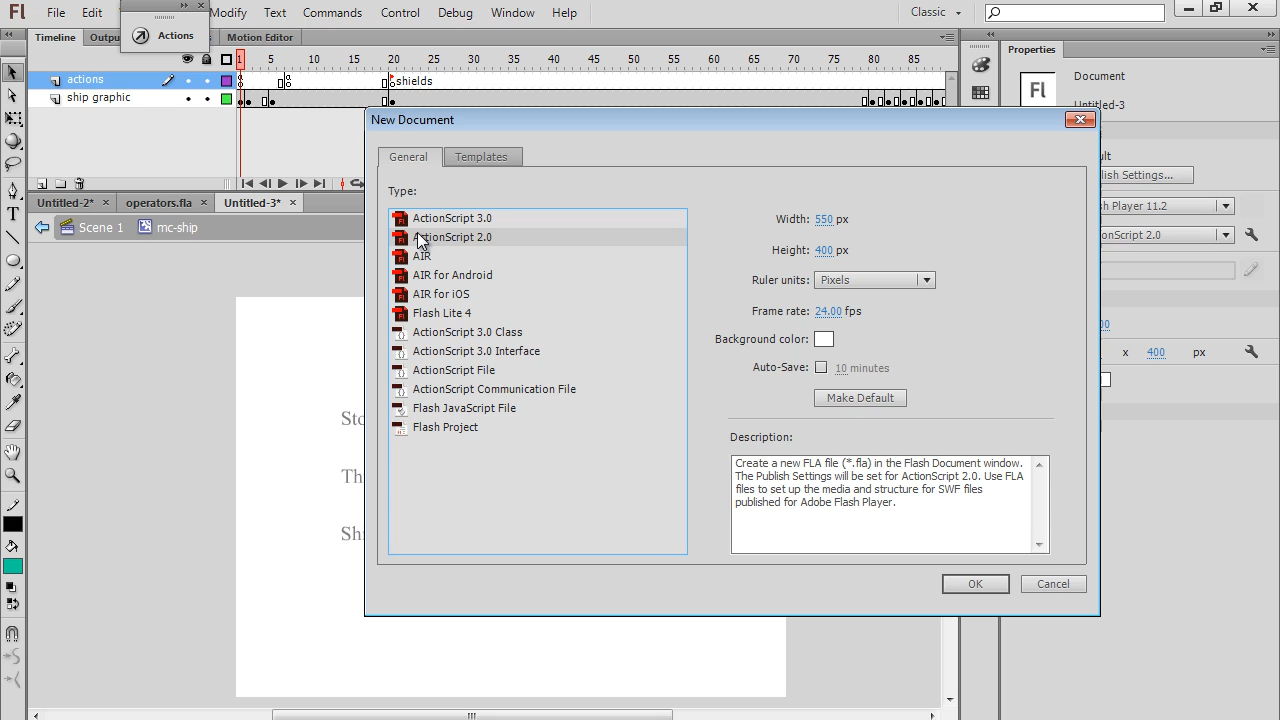 Fl File Edit Modify Text Commands Control Debug Window Help Classic
Actions
Timeline Motion Editor
Properties
1 5 10 15 20 25 30 35 40 45 50 55 60 65 70 75 80 85
actions
shields
ship graphic
Fl
Document
Untitled-3
New Document
General Templates
Type:
ActionScript 3.0
ActionScript 2.0
AIR
AIR for Android
AIR for iOS
Flash Lite 4
ActionScript 3.0 Class
ActionScript 3.0 Interface
ActionScript File
ActionScript Communication File
Flash JavaScript File
Flash Project
Width: 550 px
Height: 400 px
Ruler units: Pixels
Frame rate: 24.00 fps
Background color:
Auto-Save: 10 minutes
Make Default
Description:
Create a new FLA file (*.fla) in the Flash Document window.
The Publish Settings will be set for ActionScript 2.0. Use FLA
files to set up the media and structure for SWF files
published for Adobe Flash Player.
OK Cancel
Untitled-2* operators.fla Untitled-3*
Scene 1 mc-ship
Player 11.2
2.0
x 400 px